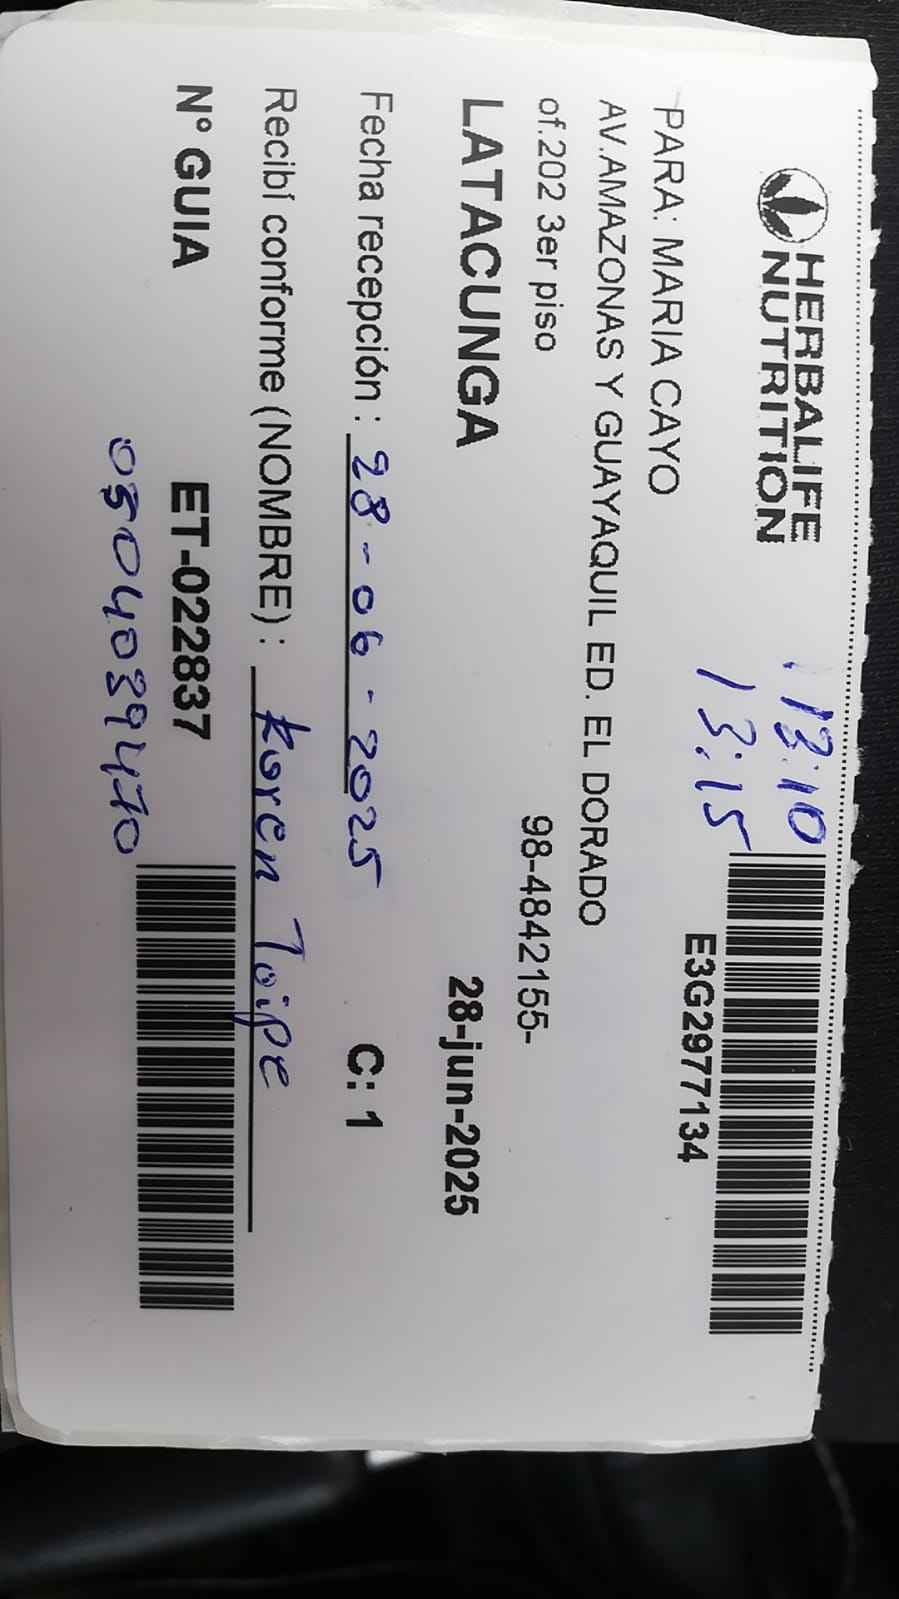 HERBALIFE
NUTRITION
13:10
13:15
E3G2977134
PARA: MARIA CAYO
AV.AMAZONAS Y GUAYAQUIL ED. EL DORADO
of.202 3er piso
98-4842155-
LATACUNGA
28-jun-2025
Fecha recepción : 28-06-2025
C: 1
Recibí conforme (NOMBRE) : Karen Toipe
N° GUIA
ET-022837